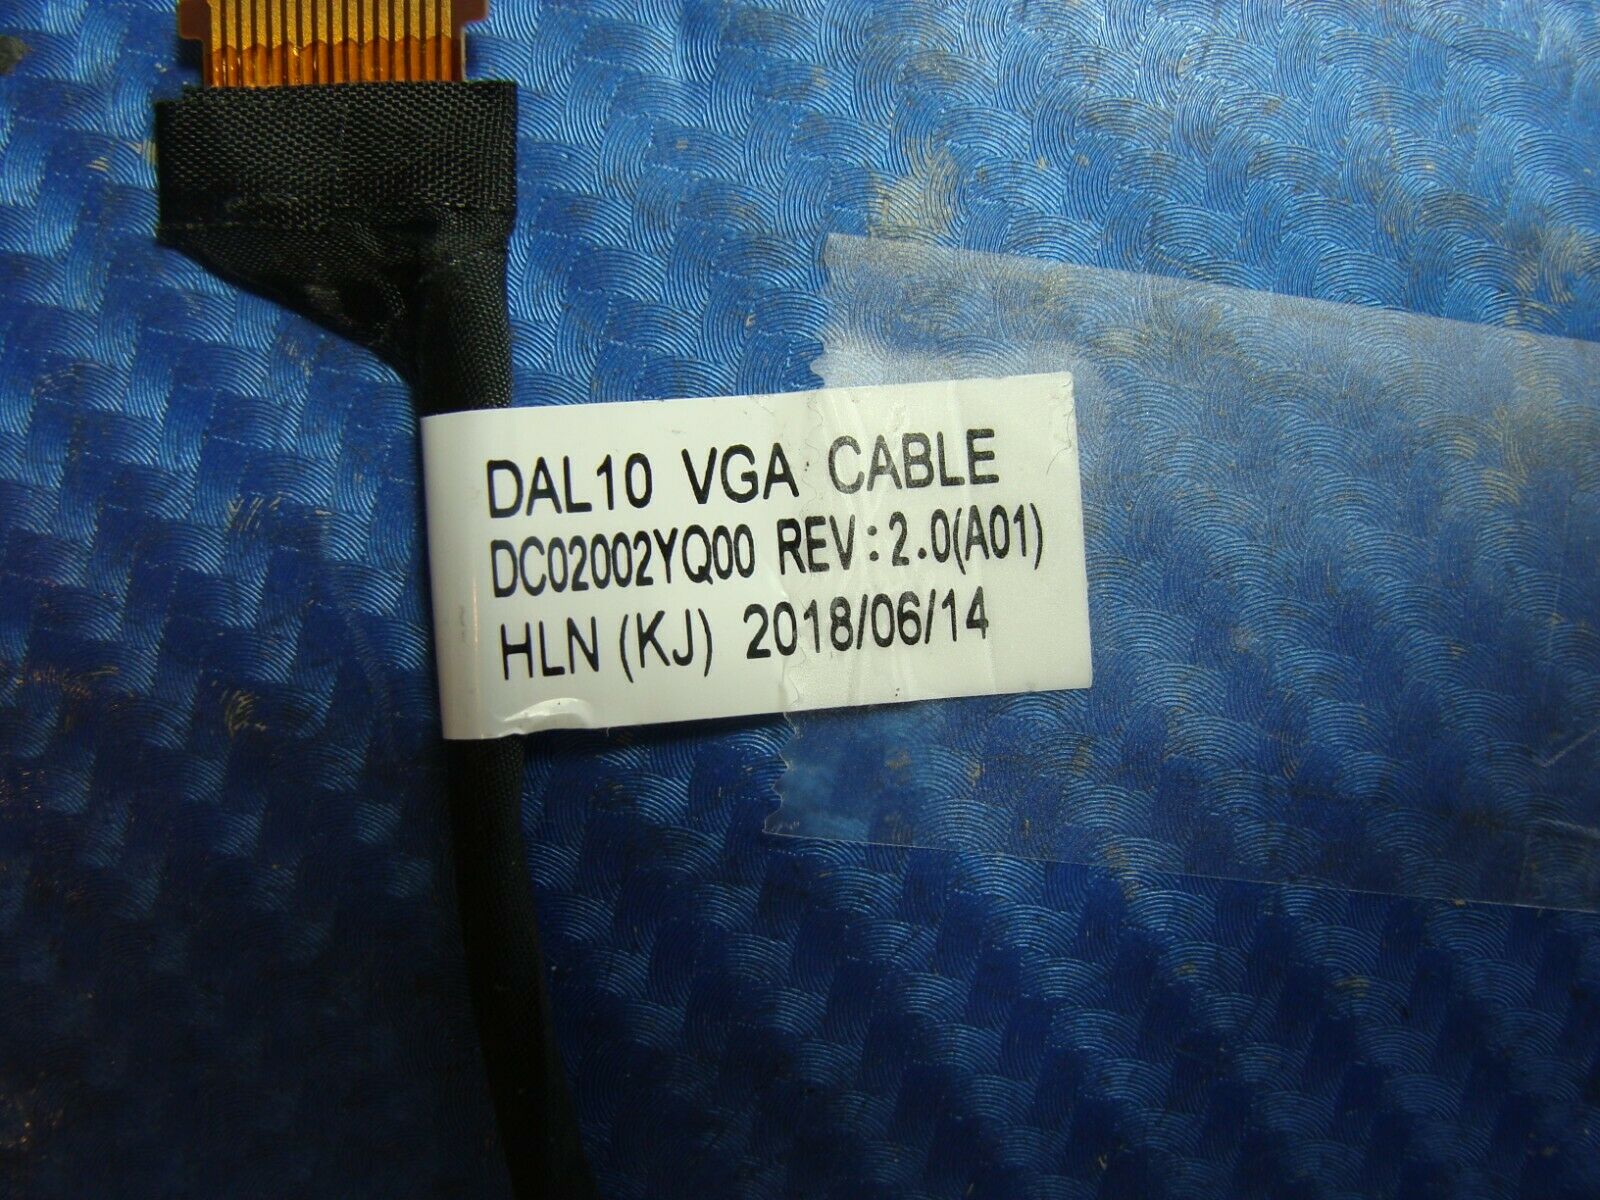 DAL10 VGA CABLE
DC02002YQ00 REV:2.0(A01)
HLN (KJ) 2018/06/14